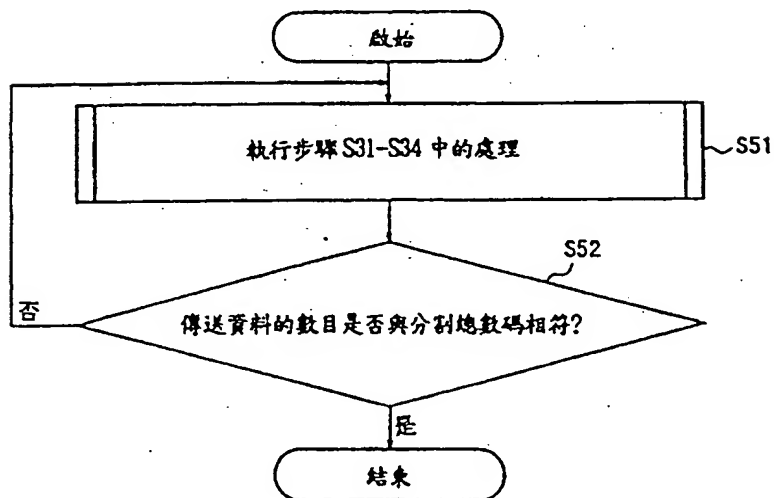 啟始
執行步驟S31-S34中的處理
S51
S52
傳送資料的數目是否與分割總數碼相符?
否
是
結束